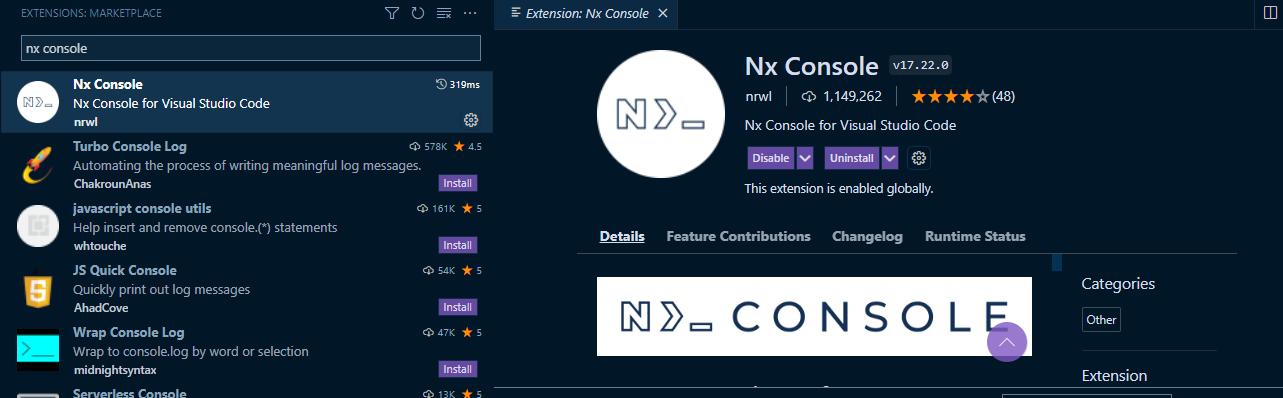 EXTENSIONS: MARKETPLACE
nx console
Nx Console
319ms
Nx Console for Visual Studio Code
nrwl
Turbo Console Log
578K 4.5
Automating the process of writing meaningful log messages.
ChakrounAnas
Install
javascript console utils
161K 5
Help insert and remove console.(*) statements
whtouche
Install
JS Quick Console
54K 5
Quickly print out log messages
AhadCove
Install
Wrap Console Log
47K 5
Wrap to console.log by word or selection
midnightsyntax
Install
Serverless Console
13K 5
Extension: Nx Console
Nx Console v17.22.0
nrwl 1,149,262 (48)
Nx Console for Visual Studio Code
Disable Uninstall
This extension is enabled globally.
Details Feature Contributions Changelog Runtime Status
CONSOLE
Categories
Other
Extension